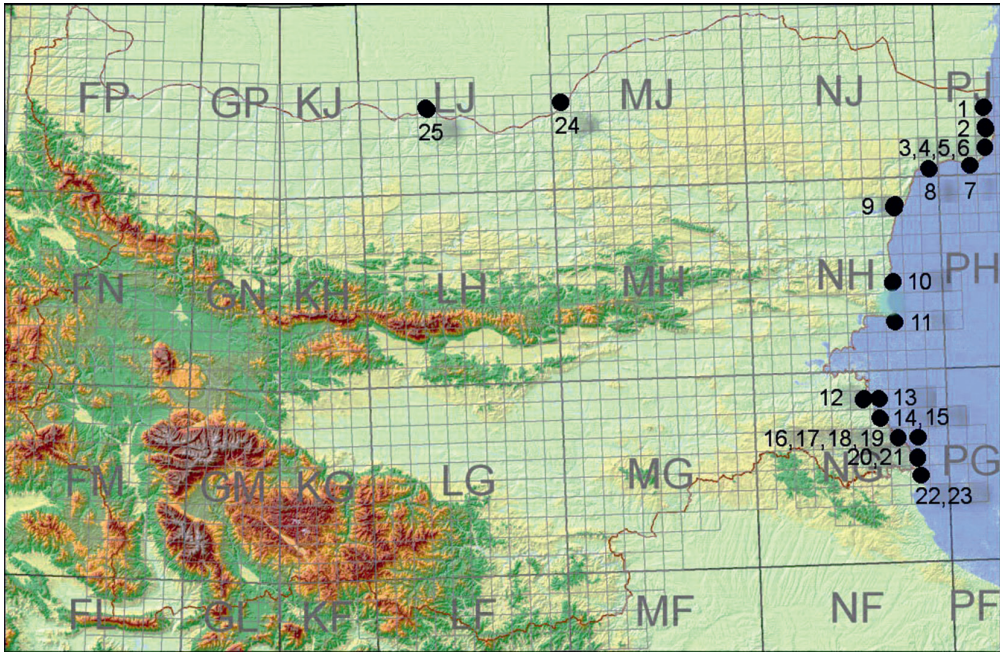 FP GP KJ LJ MJ NJ PJ
1
25 24 2
3,4,5,6
8 7
9
FN GN KH LH MH NH PH
10
11
12 13
14, 15
16,17,18,19
20,21
FM GM KG LG MG NG PG
22,23
FL GL KF LF MF NF PF